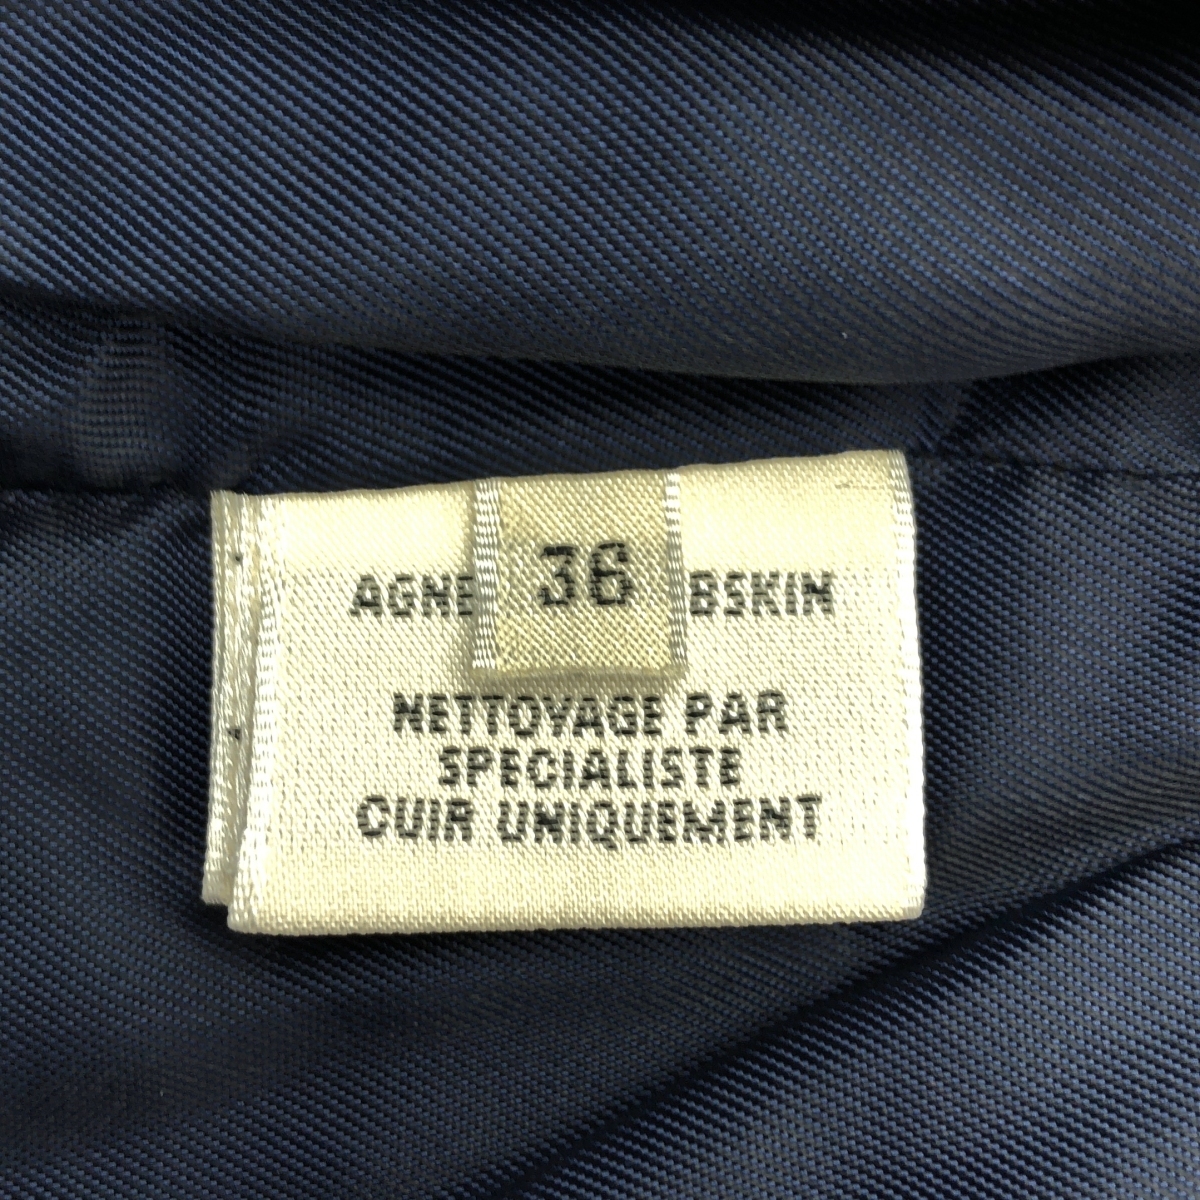 36
AGNE BSKIN
NETTOYAGE PAR
SPECIALISTE
CUIR UNIQUEMENT